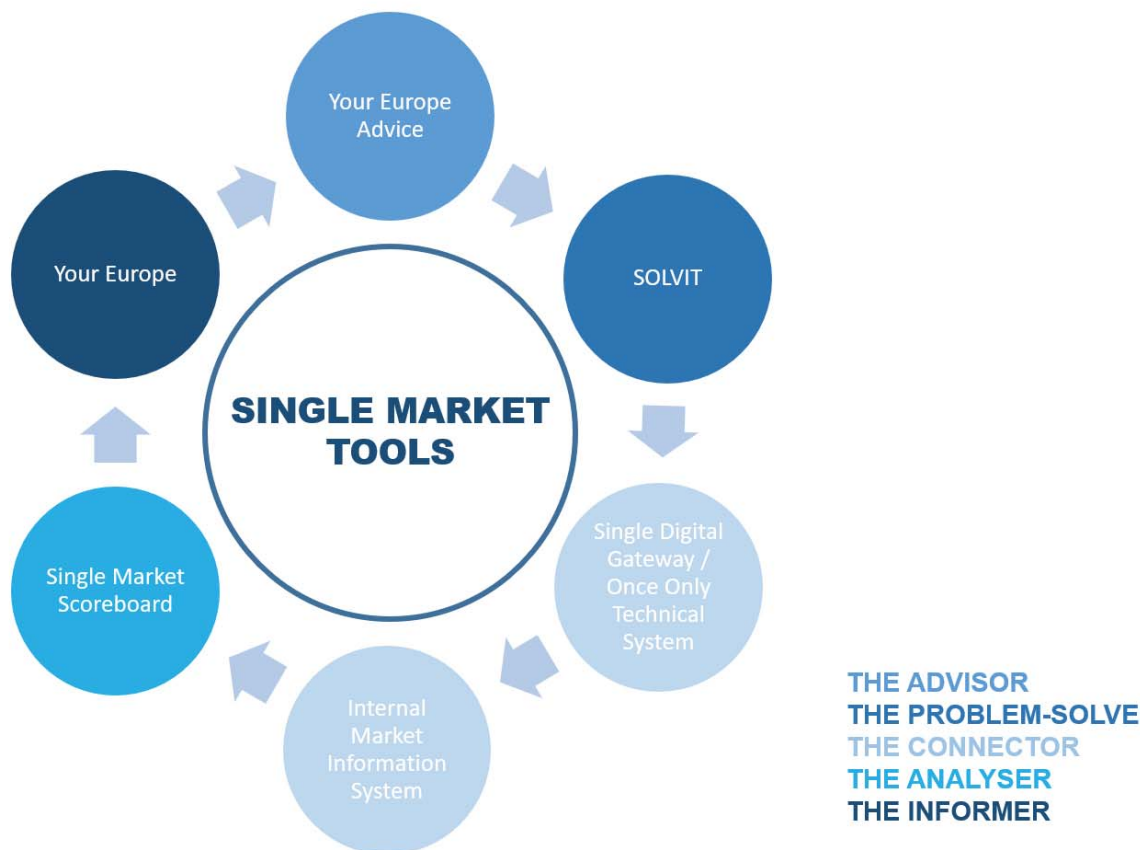 Your Europe
Advice
SOLVIT
Single Digital
Gateway /
Once Only
Technical
System
Internal
Market
Information
System
Single Market
Scoreboard
Your Europe
SINGLE MARKET
TOOLS
THE ADVISOR
THE PROBLEM-SOLVE
THE CONNECTOR
THE ANALYSER
THE INFORMER